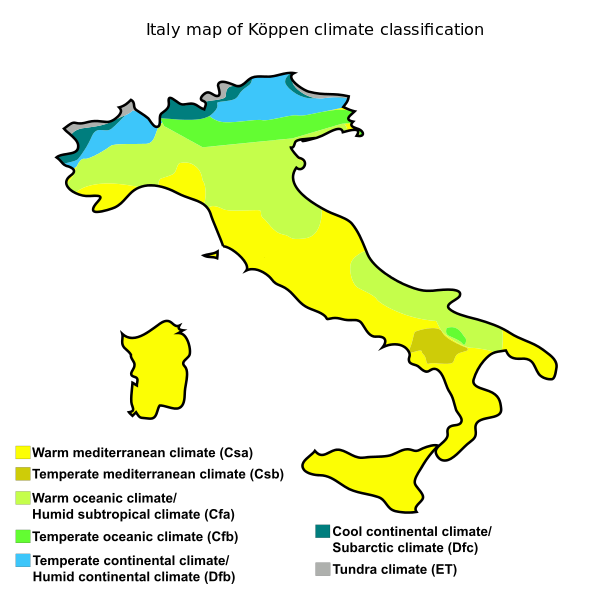 Italy map of Köppen climate classification
Warm mediterranean climate (Csa)
Temperate mediterranean climate (Csb)
Warm oceanic climate/
Humid subtropical climate (Cfa)
Temperate oceanic climate (Cfb)
Temperate continental climate/
Humid continental climate (Dfb)
Cool continental climate/
Subarctic climate (Dfc)
Tundra climate (ET)